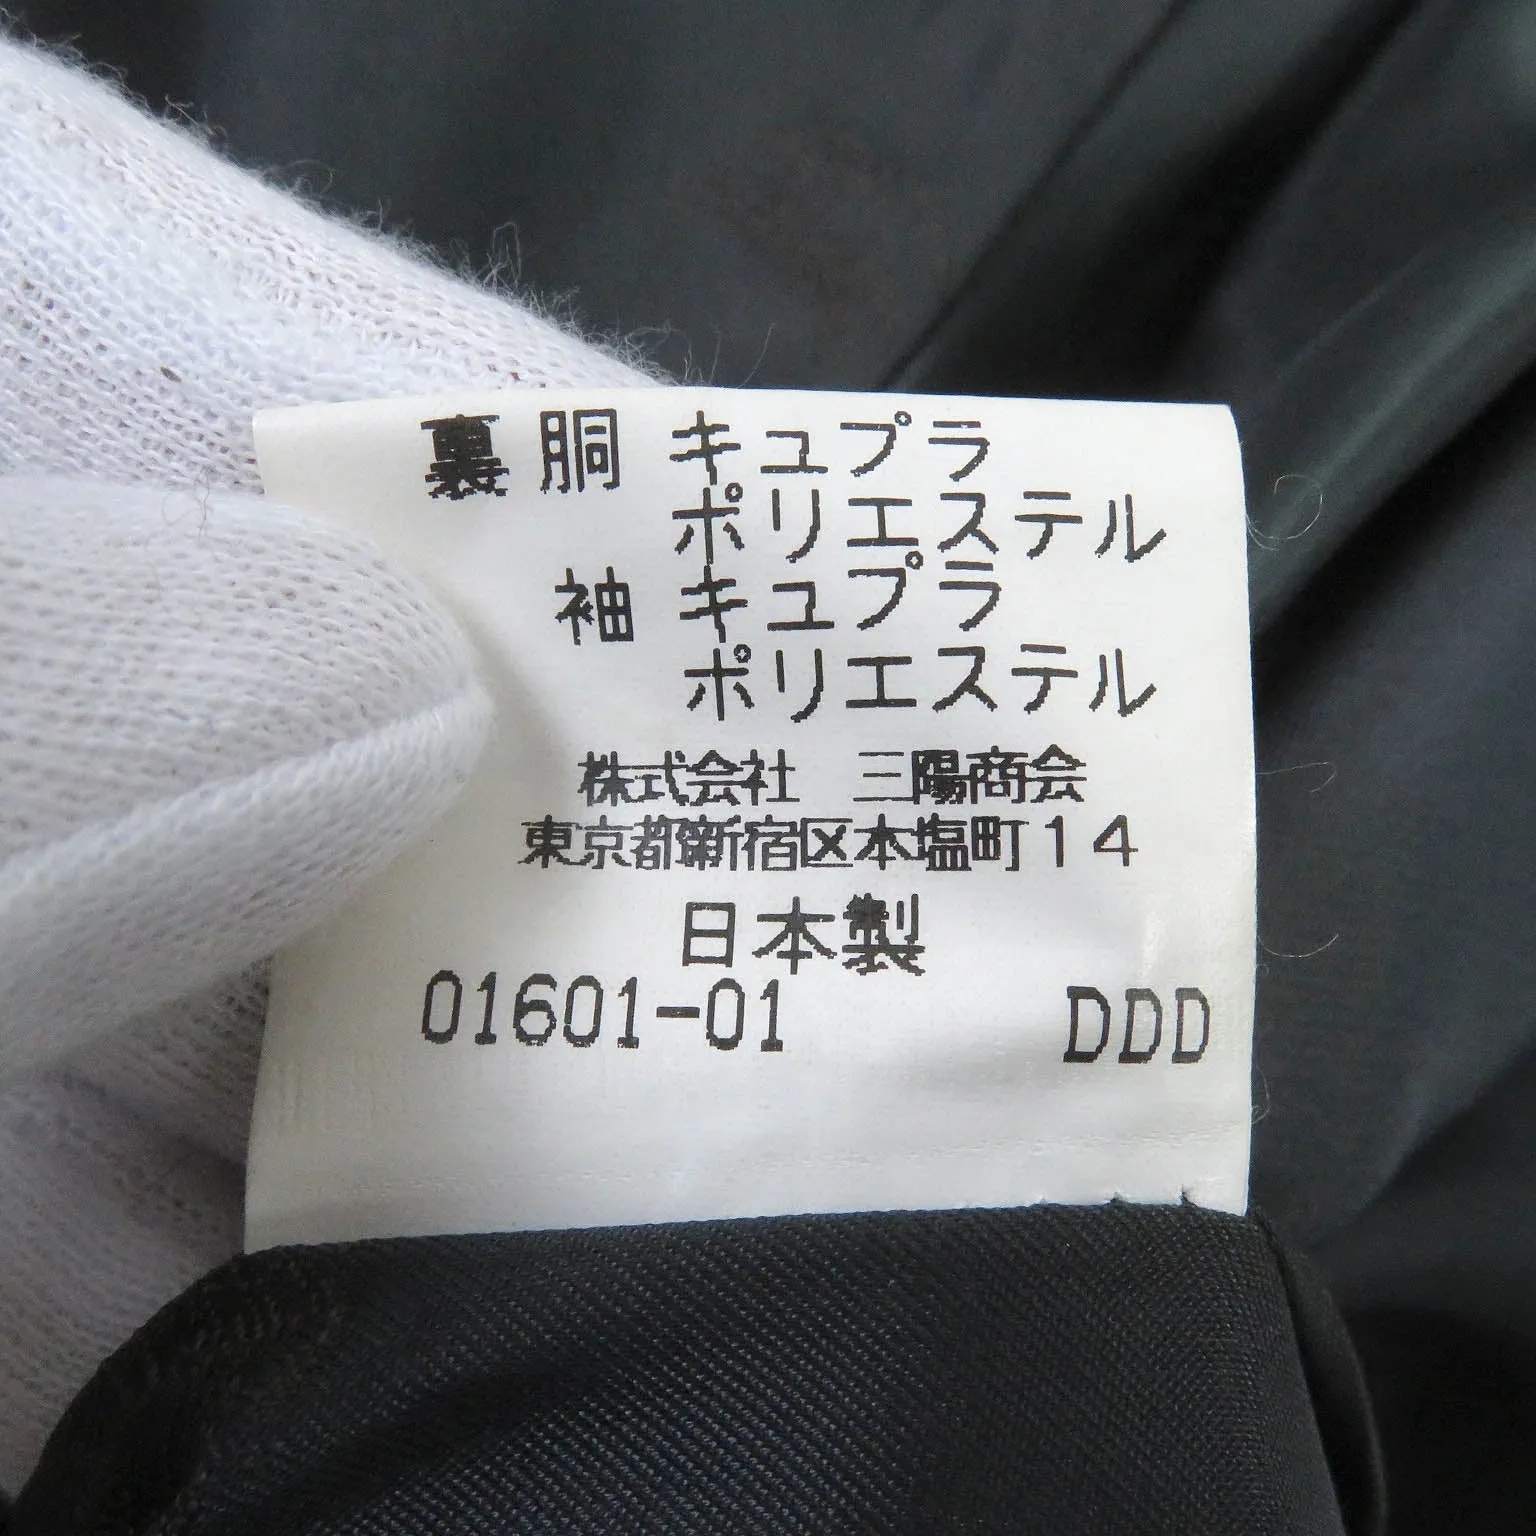 裏 胴 キュプラ
ポリエステル
袖 キュプラ
ポリエステル
株式会社 三陽商会
東京都新宿区本塩町14
日本製
01601-01 DDD